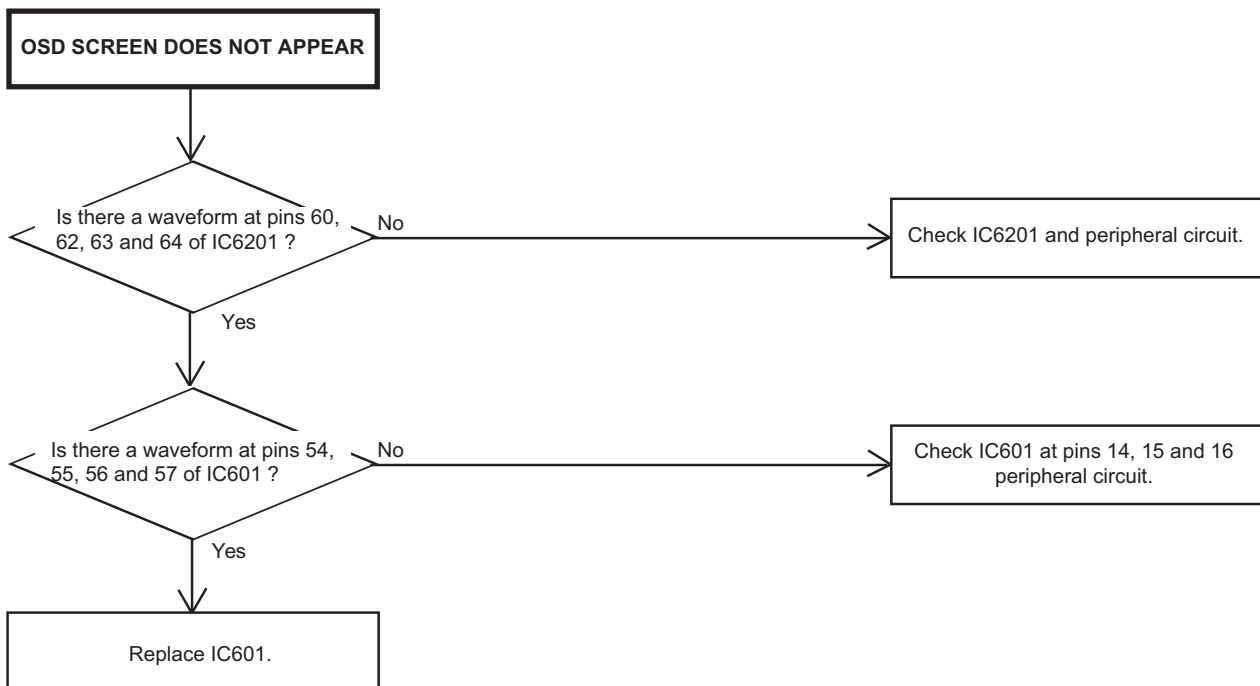 OSD SCREEN DOES NOT APPEAR
Is there a waveform at pins 60,
62, 63 and 64 of IC6201 ?
No
Check IC6201 and peripheral circuit.
Yes
Is there a waveform at pins 54,
55, 56 and 57 of IC601 ?
No
Check IC601 at pins 14, 15 and 16
peripheral circuit.
Yes
Replace IC601.